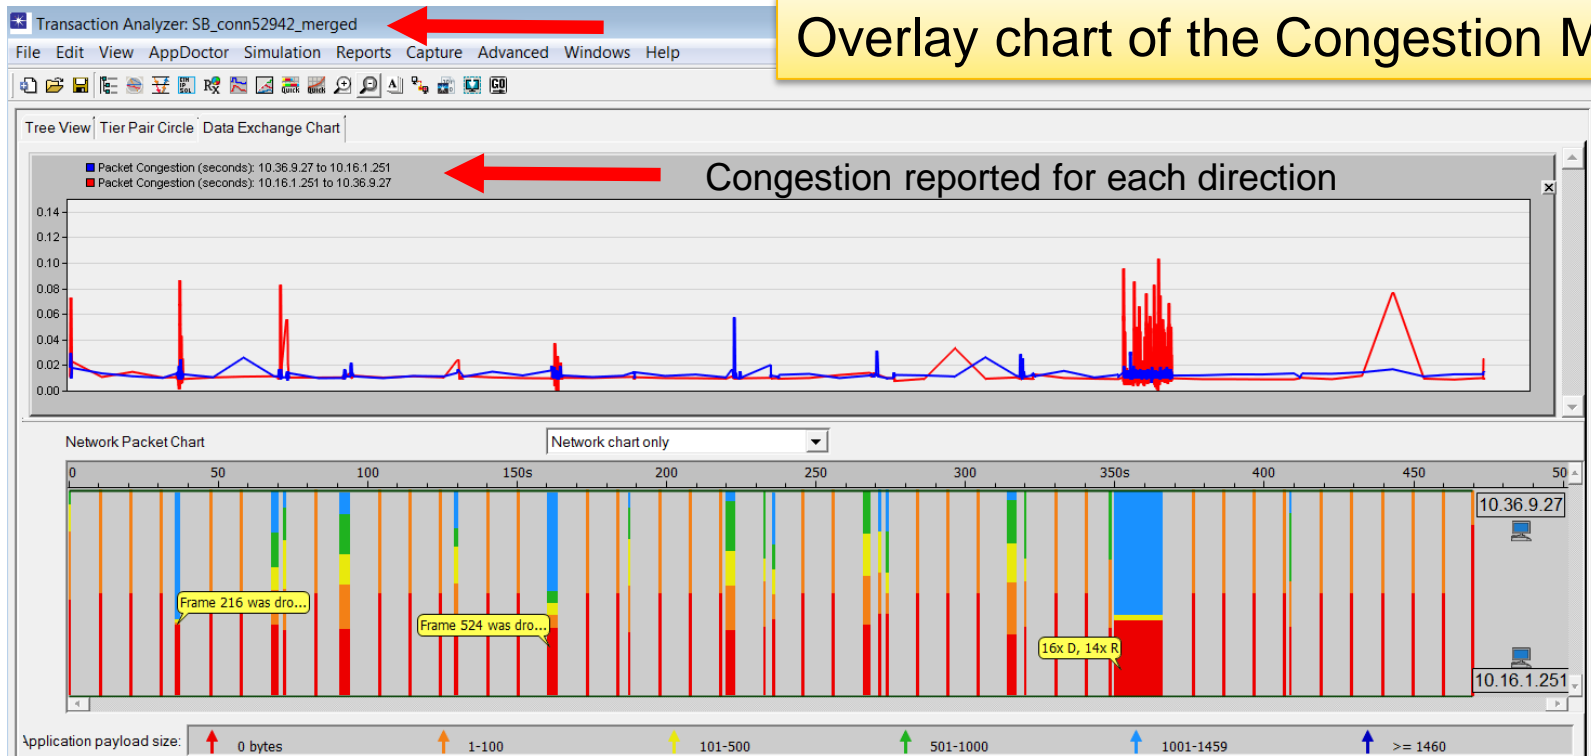 Transaction Analyzer: SB_conn52942_merged
Overlay chart of the Congestion M
File Edit View AppDoctor Simulation Reports Capture Advanced Windows Help
Tree View Tier Pair Circle Data Exchange Chart
Packet Congestion (seconds): 10.36.9.27 to 10.16.1.251
Packet Congestion (seconds): 10.16.1.251 to 10.36.9.27
Congestion reported for each direction
0.14
0.12
0.10
0.08
0.06
0.04
0.02
0.00
Network Packet Chart
Network chart only
0 50 100 150s 200 250 300 350s 400 450 50
10.36.9.27
Frame 216 was dro...
Frame 524 was dro...
16x D, 14x R
10.16.1.251
Application payload size: 0 bytes 1-100 101-500 501-1000 1001-1459 >= 1460